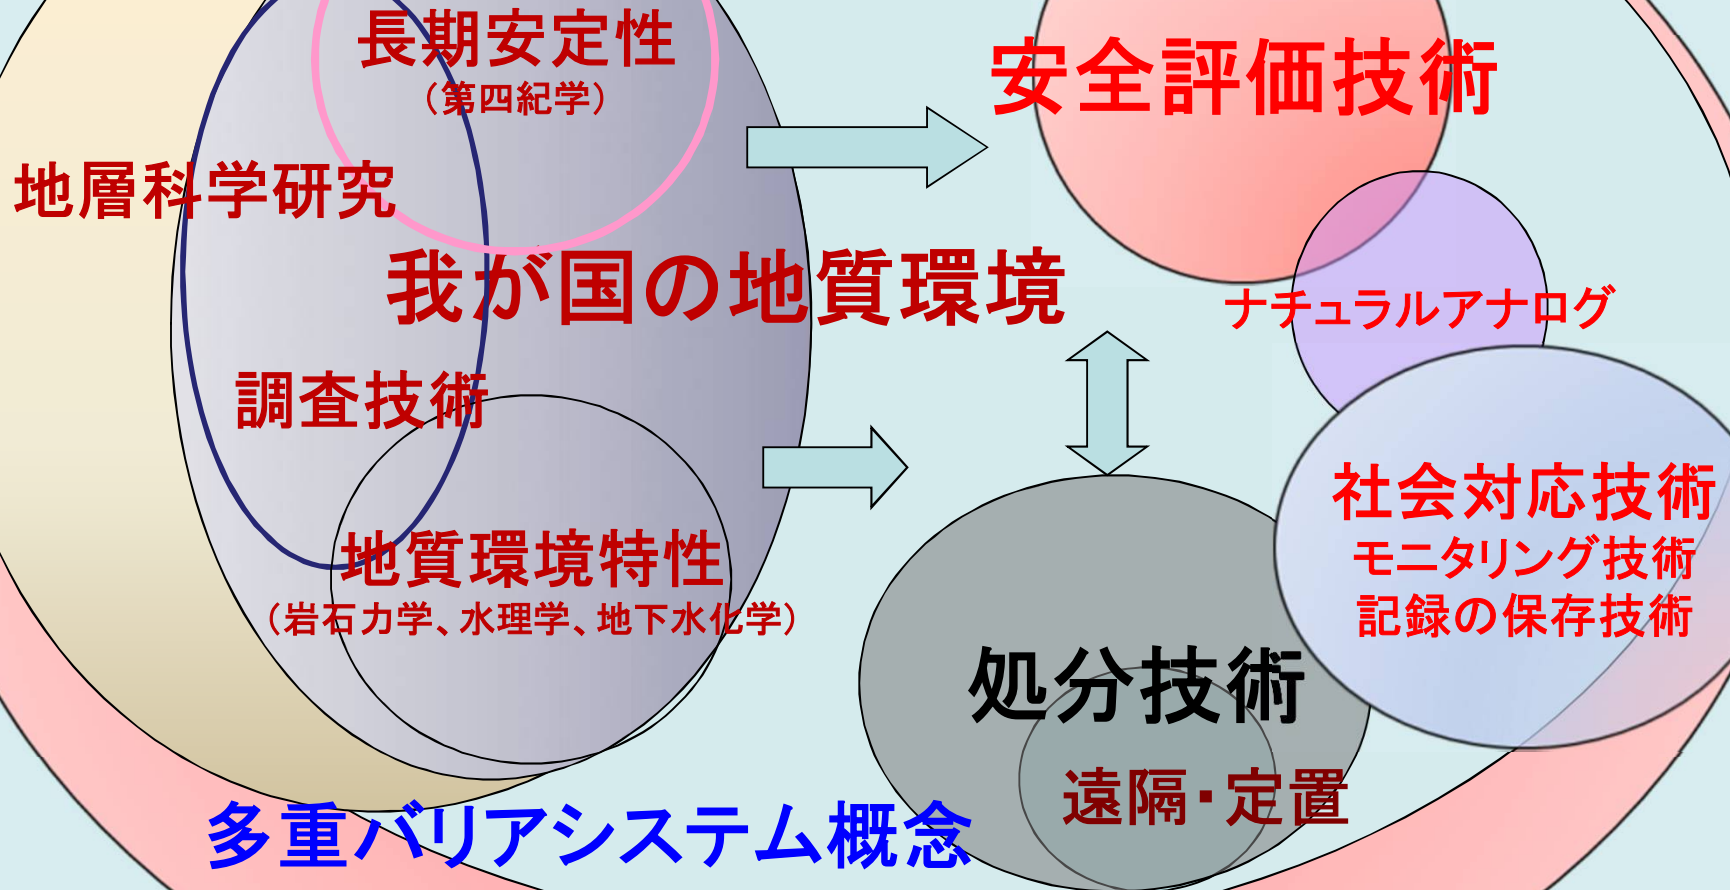 長期安定性
（第四紀学）
安全評価技術
地層科学研究
我が国の地質環境
ナチュラルアナログ
調査技術
社会対応技術
モニタリング技術
記録の保存技術
地質環境特性
（岩石力学、水理学、地下水化学）
処分技術
遠隔・定置
多重バリアシステム概念